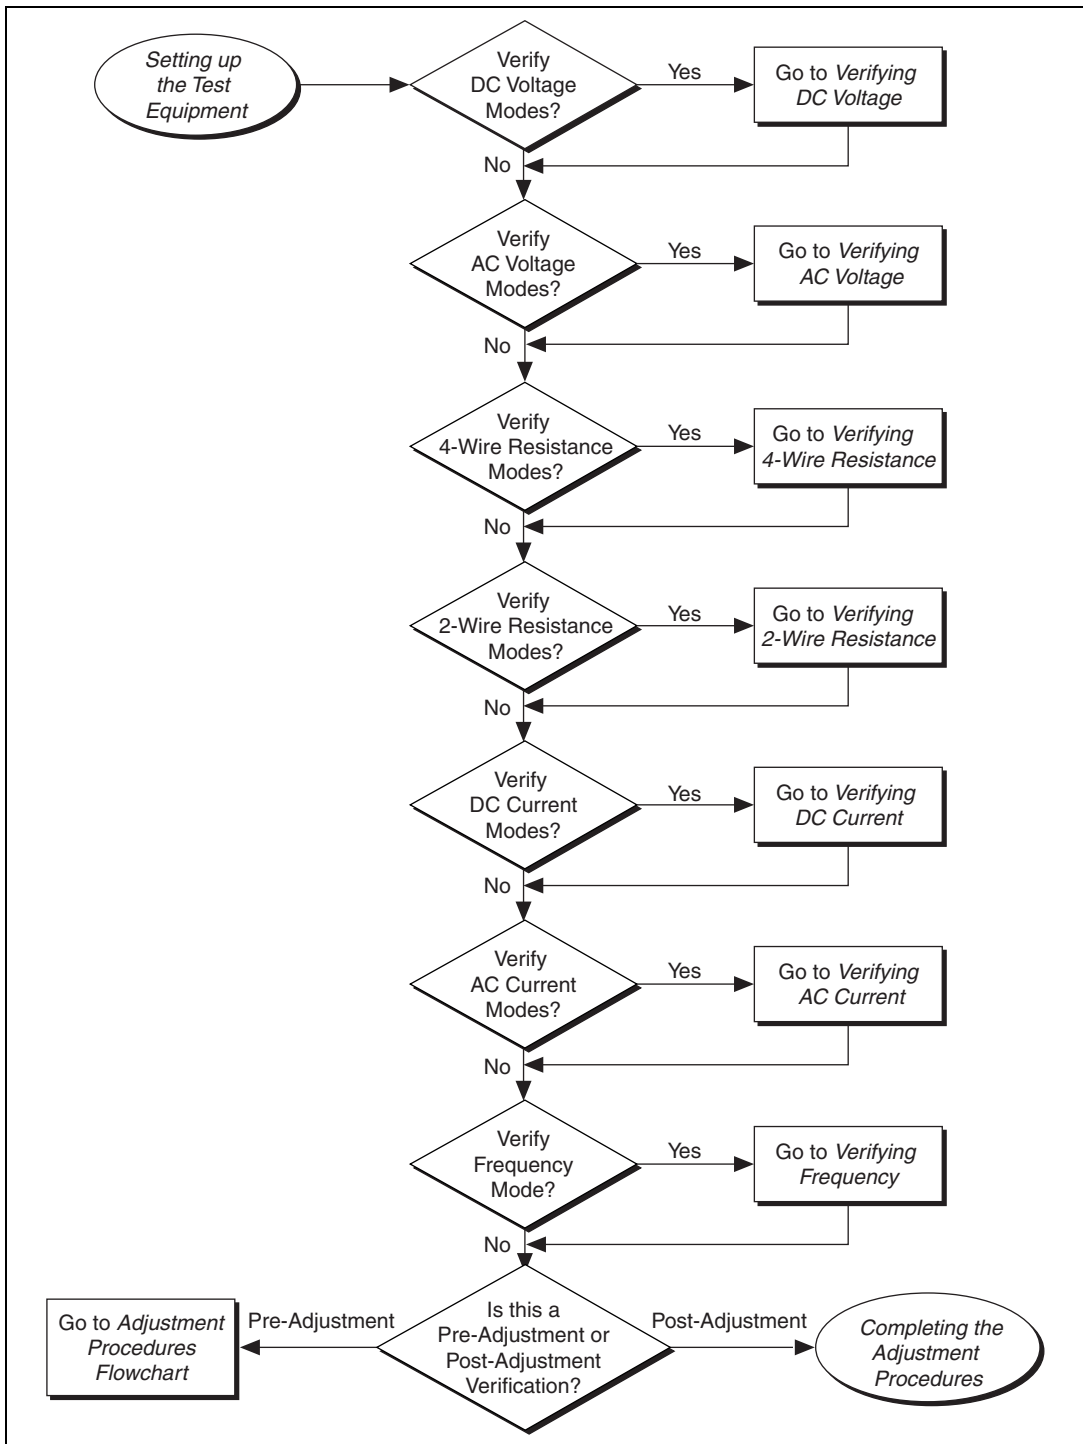 Setting up
the Test
Equipment
Verify
DC Voltage
Modes?
Yes
Go to Verifying
DC Voltage
No
Verify
AC Voltage
Modes?
Yes
Go to Verifying
AC Voltage
No
Verify
4-Wire Resistance
Modes?
Yes
Go to Verifying
4-Wire Resistance
No
Verify
2-Wire Resistance
Modes?
Yes
Go to Verifying
2-Wire Resistance
No
Verify
DC Current
Modes?
Yes
Go to Verifying
DC Current
No
Verify
AC Current
Modes?
Yes
Go to Verifying
AC Current
No
Verify
Frequency
Mode?
Yes
Go to Verifying
Frequency
No
Go to Adjustment
Procedures
Flowchart
Pre-Adjustment
Is this a
Pre-Adjustment or
Post-Adjustment
Verification?
Post-Adjustment
Completing the
Adjustment
Procedures